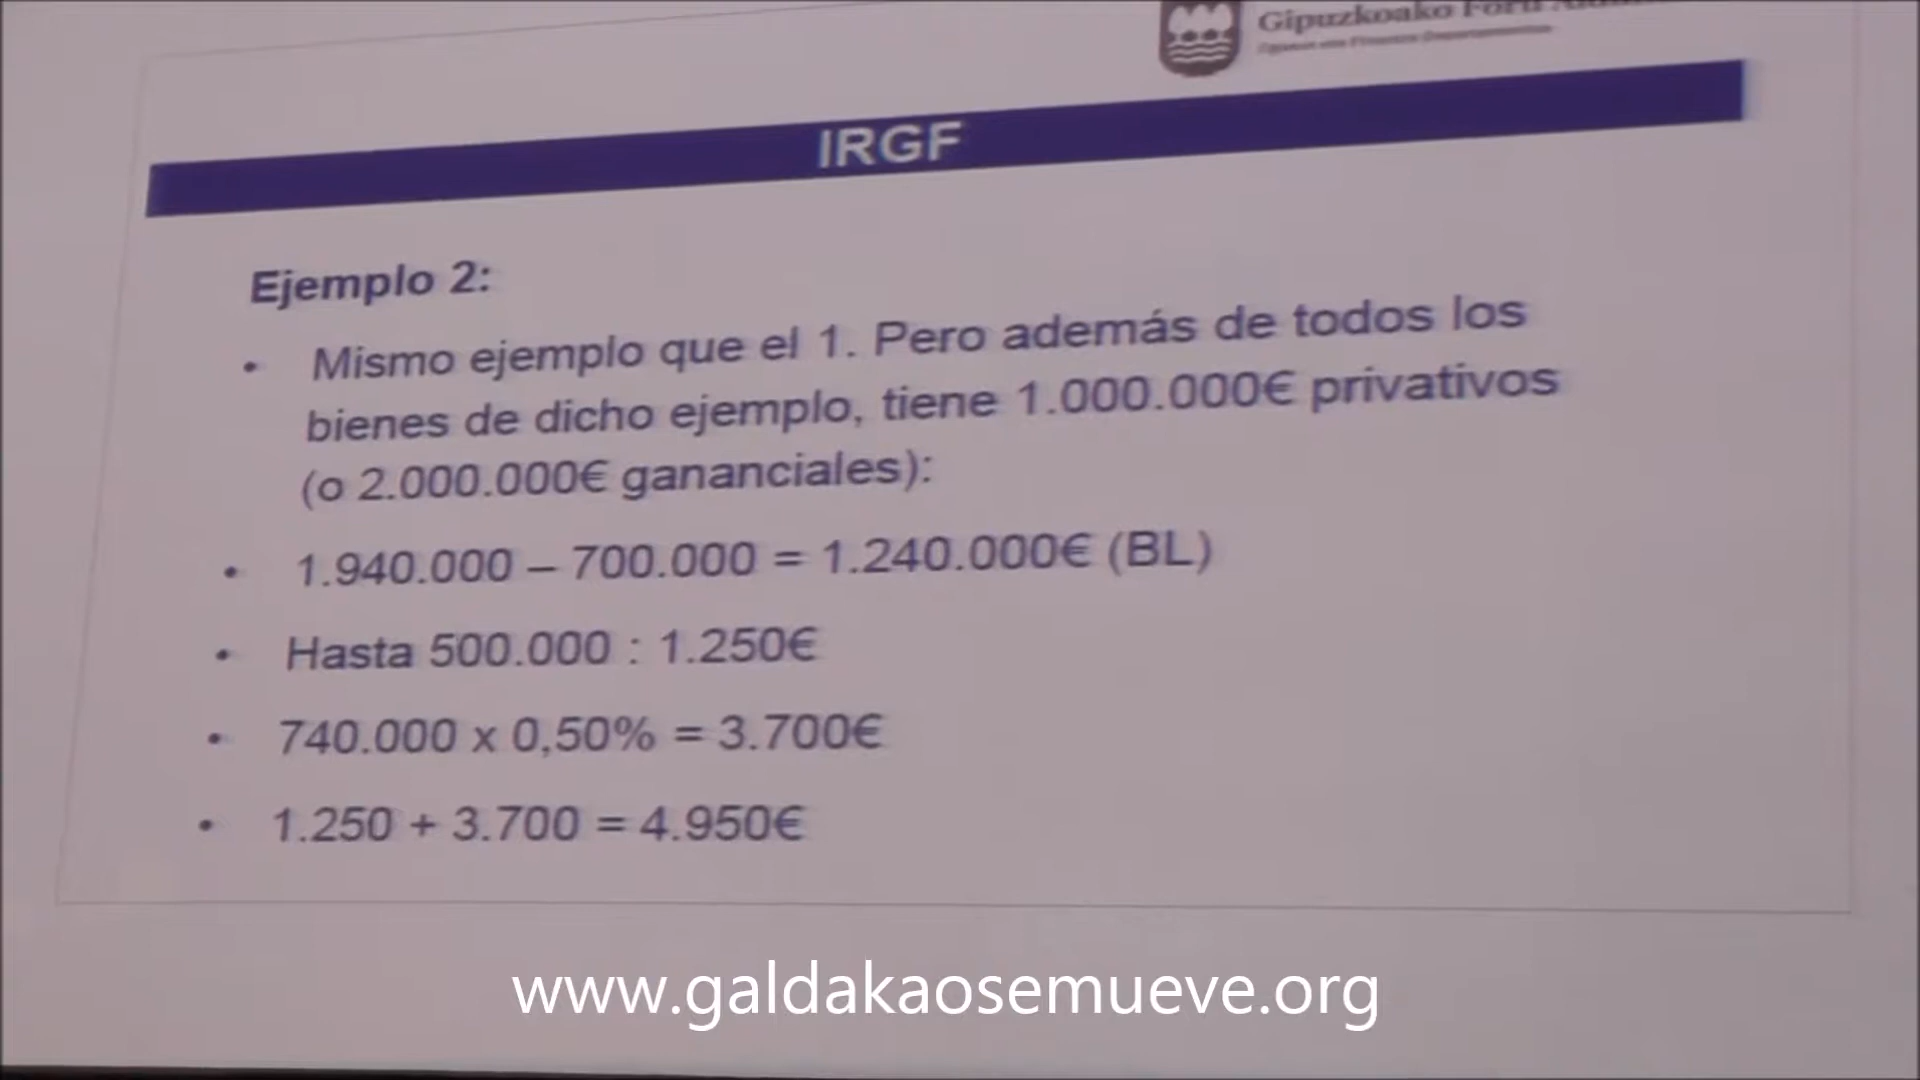 Gipuzkoako Foru
IRGF
Ejemplo 2:
• Mismo ejemplo que el 1. Pero además de todos los
bienes de dicho ejemplo, tiene 1.000.000€ privativos
(o 2.000.000€ gananciales):
• 1.940.000 – 700.000 = 1.240.000€ (BL)
• Hasta 500.000 : 1.250€
• 740.000 x 0,50% = 3.700€
• 1.250 + 3.700 = 4.950€
www.galdakaosemueve.org